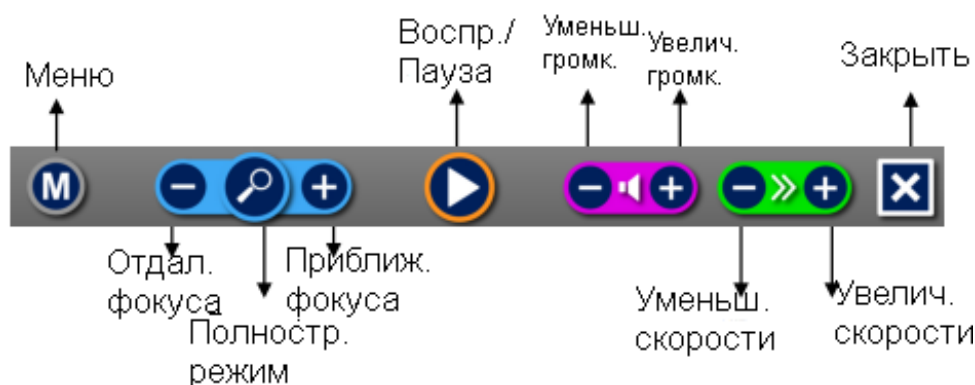 Меню
Воспр./
Пауза
Уменьш.
громк.
Увелич.
громк.
Закрыть
M
Отдал.
фокуса
Полностр.
режим
Приближ.
фокуса
Уменьш.
скорости
Увелич.
скорости